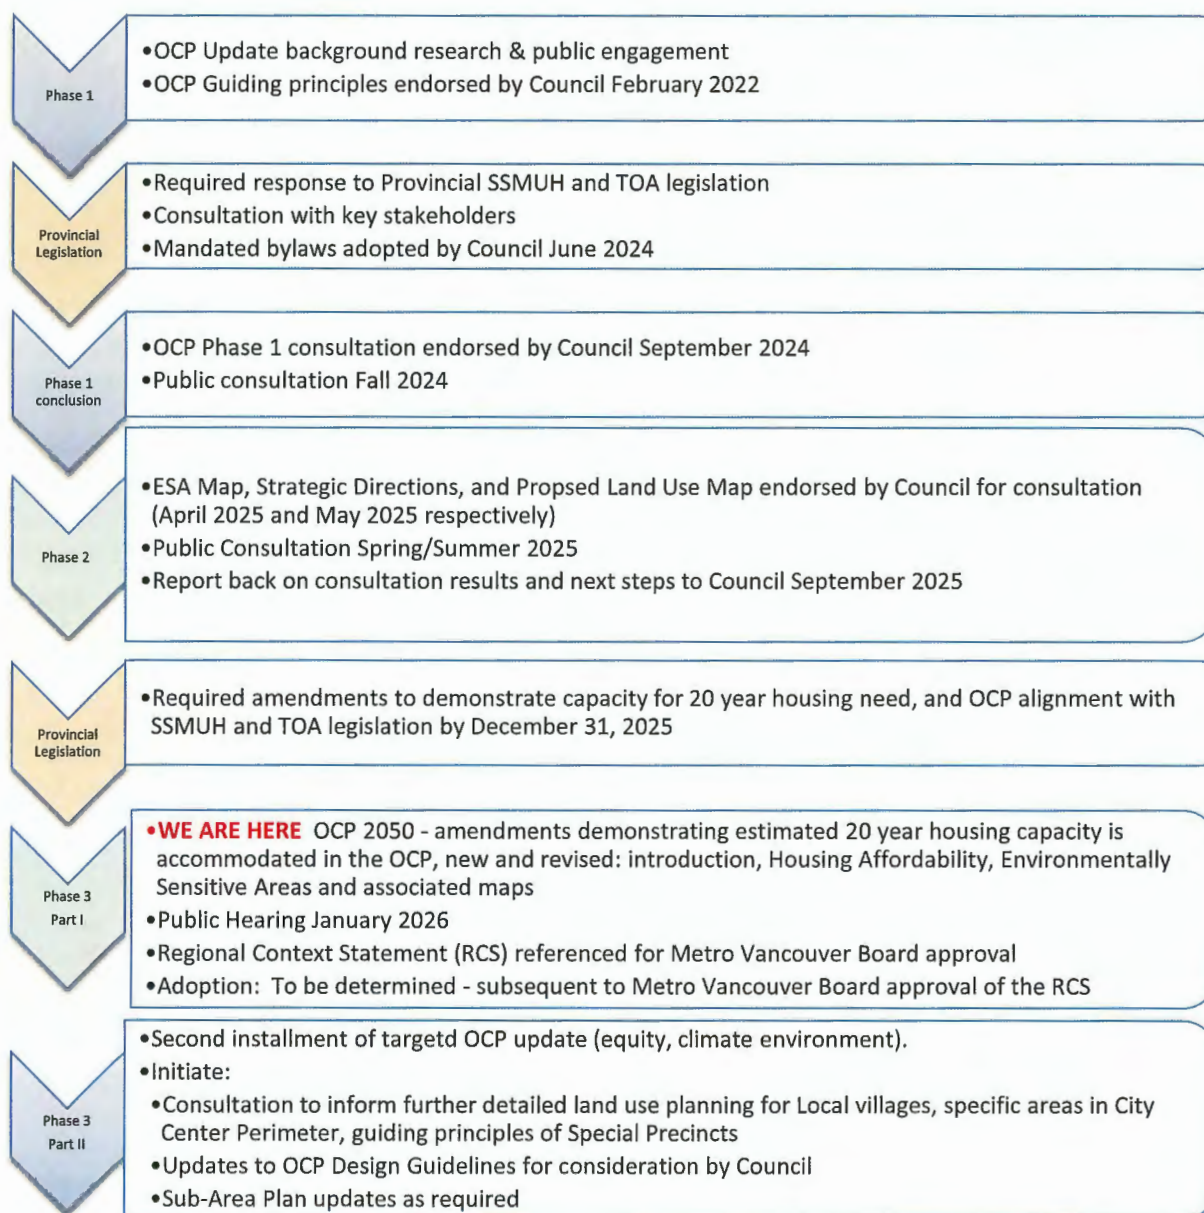 Phase 1
•OCP Update background research & public engagement
•OCP Guiding principles endorsed by Council February 2022
Provincial
Legislation
•Required response to Provincial SSMUH and TOA legislation
•Consultation with key stakeholders
•Mandated bylaws adopted by Council June 2024
Phase 1
conclusion
•OCP Phase 1 consultation endorsed by Council September 2024
•Public consultation Fall 2024
Phase 2
•ESA Map, Strategic Directions, and Propsed Land Use Map endorsed by Council for consultation
(April 2025 and May 2025 respectively)
•Public Consultation Spring/Summer 2025
•Report back on consultation results and next steps to Council September 2025
Provincial
Legislation
•Required amendments to demonstrate capacity for 20 year housing need, and OCP alignment with
SSMUH and TOA legislation by December 31, 2025
Phase 3
Part I
•WE ARE HERE OCP 2050 - amendments demonstrating estimated 20 year housing capacity is
accommodated in the OCP, new and revised: introduction, Housing Affordability, Environmentally
Sensitive Areas and associated maps
•Public Hearing January 2026
•Regional Context Statement (RCS) referenced for Metro Vancouver Board approval
•Adoption: To be determined - subsequent to Metro Vancouver Board approval of the RCS
Phase 3
Part II
•Second installment of targetd OCP update (equity, climate environment).
•Initiate:
•Consultation to inform further detailed land use planning for Local villages, specific areas in City
Center Perimeter, guiding principles of Special Precincts
•Updates to OCP Design Guidelines for consideration by Council
•Sub-Area Plan updates as required